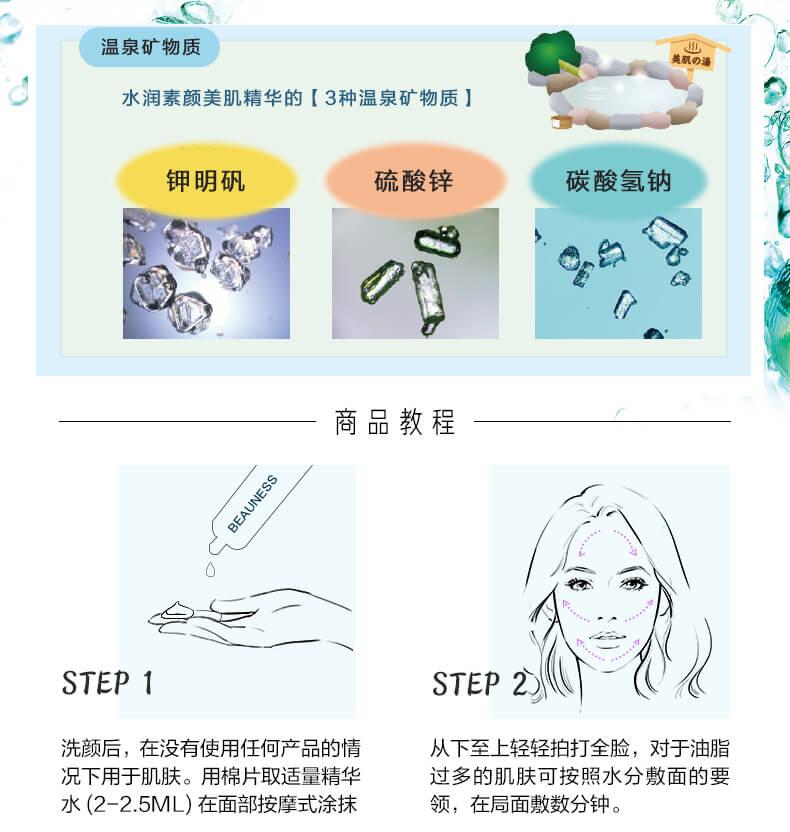 温泉矿物质
水润素颜美肌精华的【3种温泉矿物质】
美肌の湯
钾明矾
硫酸锌
碳酸氢钠
商品教程
BEAUNESS
STEP 1
洗颜后，在没有使用任何产品的情
况下用于肌肤。用棉片取适量精华
水 (2-2.5ML) 在面部按摩式涂抹
STEP 2
从下至上轻轻拍打全脸，对于油脂
过多的肌肤可按照水分敷面的要
领，在局面敷数分钟。